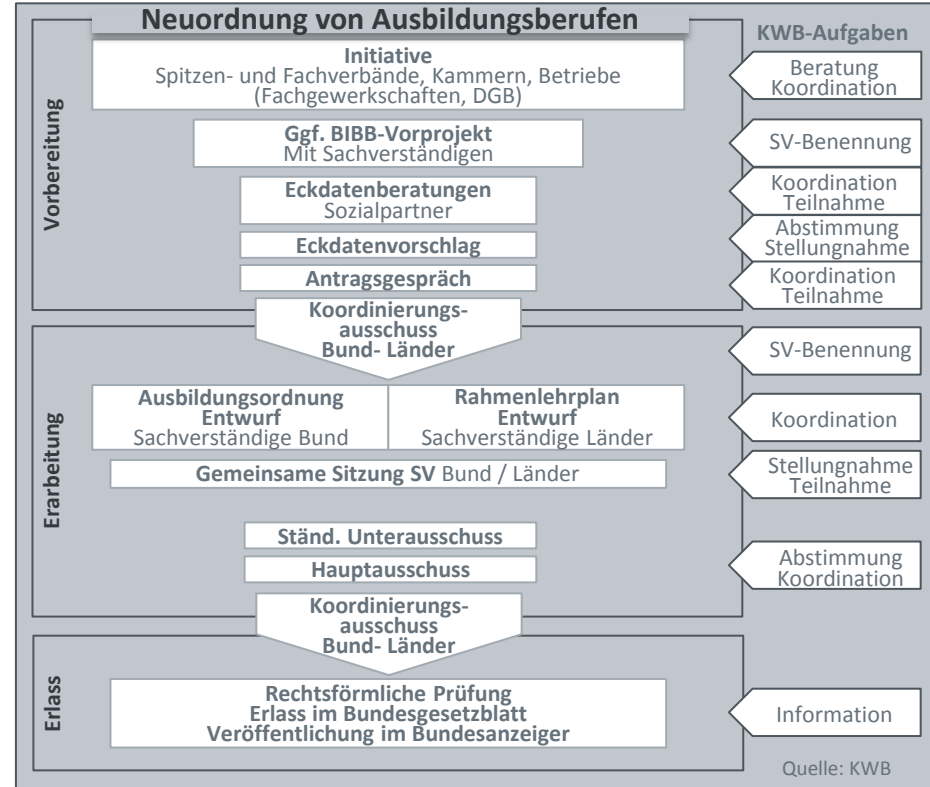 Neuordnung von Ausbildungsberufen
KWB-Aufgaben
Vorbereitung
Initiative
Spitzen- und Fachverbände, Kammern, Betriebe
(Fachgewerkschaften, DGB)
Beratung
Koordination
Ggf. BIBB-Vorprojekt
Mit Sachverständigen
SV-Benennung
Eckdatenberatungen
Sozialpartner
Koordination
Teilnahme
Eckdatenvorschlag
Abstimmung
Stellungnahme
Antragsgespräch
Koordination
Teilnahme
Koordinierungs-
ausschuss
Bund- Länder
Erarbeitung
SV-Benennung
Ausbildungsordnung
Entwurf
Sachverständige Bund
Rahmenlehrplan
Entwurf
Sachverständige Länder
Koordination
Gemeinsame Sitzung SV Bund / Länder
Stellungnahme
Teilnahme
Ständ. Unterausschuss
Hauptausschuss
Abstimmung
Koordination
Koordinierungs-
ausschuss
Bund- Länder
Erlass
Rechtsförmliche Prüfung
Erlass im Bundesgesetzblatt
Veröffentlichung im Bundesanzeiger
Information
Quelle: KWB